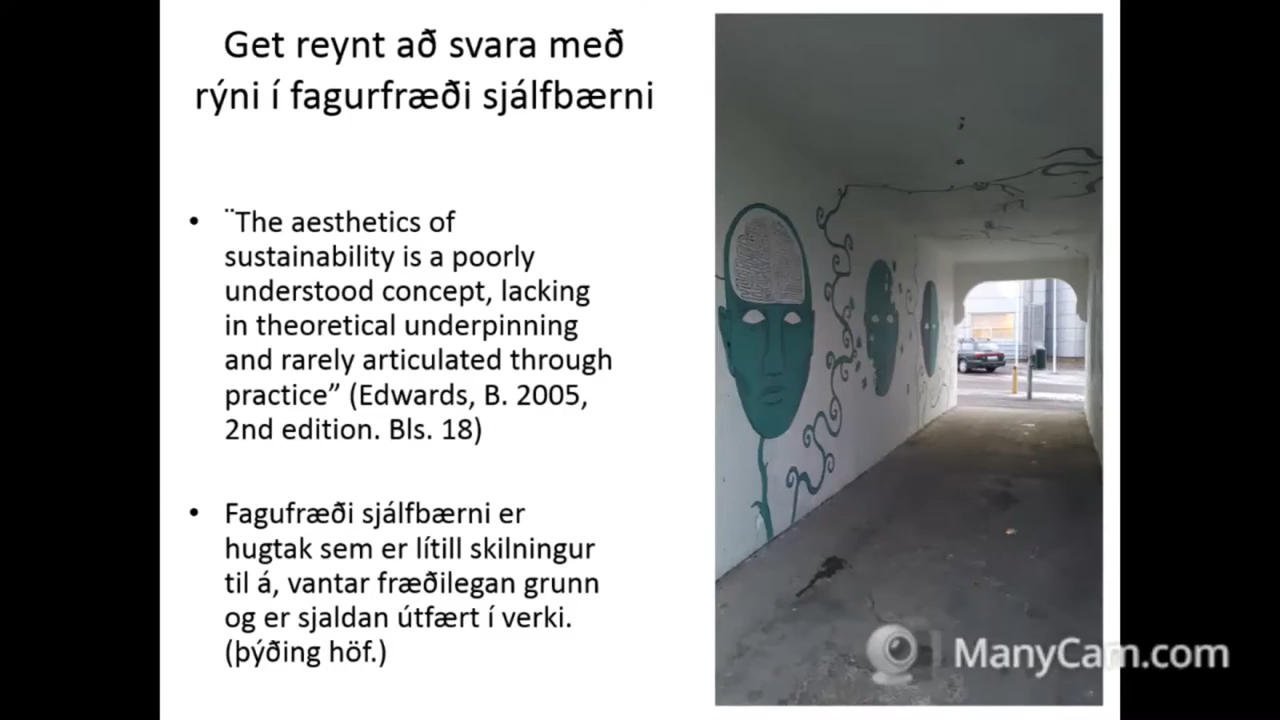 Get reynt að svara með
rýni í fagurfræði sjálfbærni
• ¨The aesthetics of
sustainability is a poorly
understood concept, lacking
in theoretical underpinning
and rarely articulated through
practice” (Edwards, B. 2005,
2nd edition. Bls. 18)
• Fagufræði sjálfbærni er
hugtak sem er lítill skilningur
til á, vantar fræðilegan grunn
og er sjaldan útfært í verki.
(þýðing höf.)
ManyCam.com